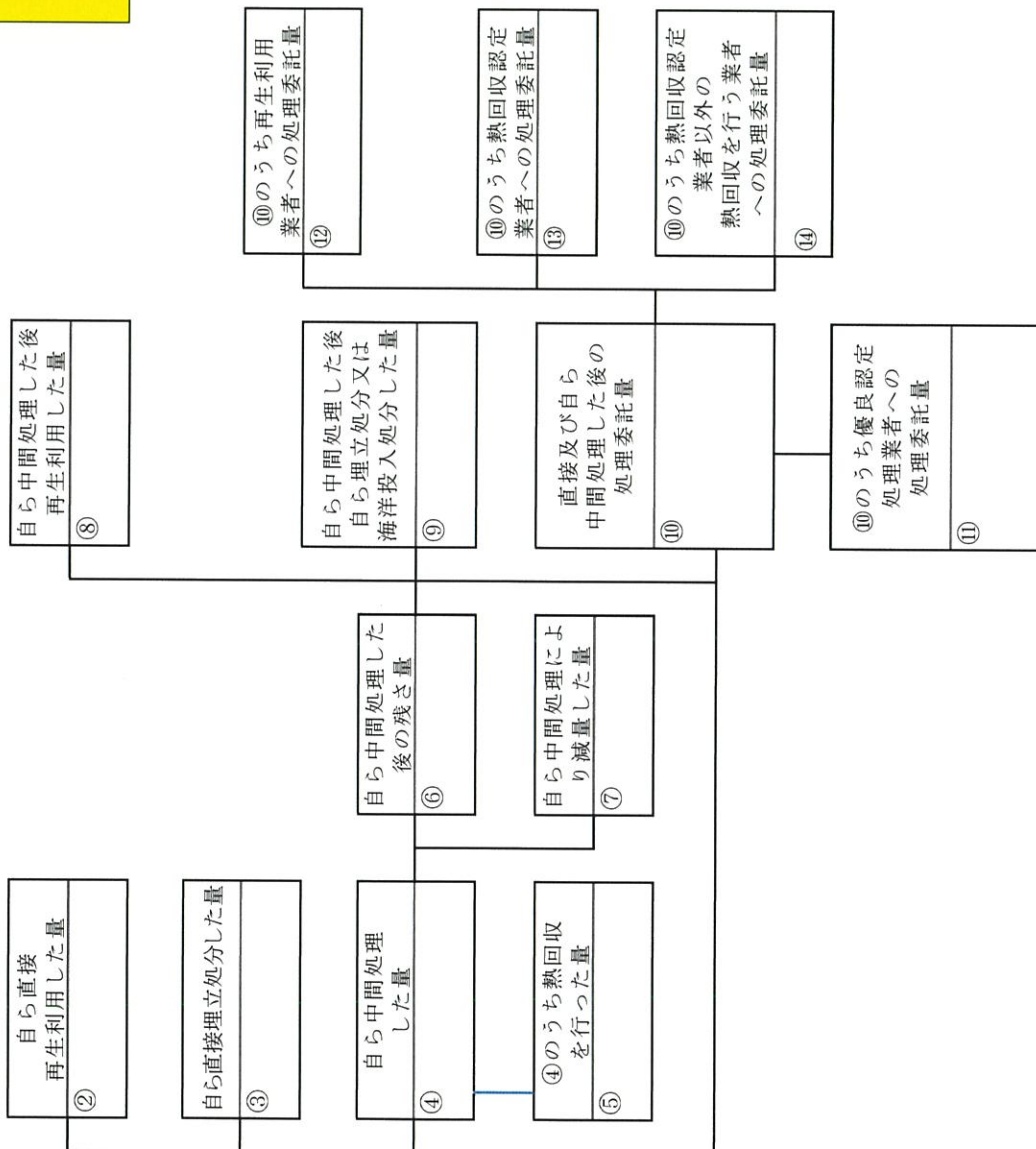 自ら直接
再生利用した量
②
自ら直接埋立処分した量
③
自ら中間処理
した量
④
④のうち熱回収
を行った量
⑤
自ら中間処理した
後の残さ量
⑥
自ら中間処理によ
り減量した量
⑦
自ら中間処理した後
再生利用した量
⑧
自ら中間処理した後
自ら埋立処分又は
海洋投入処分した量
⑨
直接及び自ら
中間処理した後の
処理委託量
⑩
⑩のうち優良認定
処理業者への
処理委託量
⑪
⑩のうち再生利用
業者への処理委託量
⑫
⑩のうち熱回収認定
業者への処理委託量
⑬
⑩のうち熱回収認定
業者以外の
熱回収を行う業者
への処理委託量
⑭